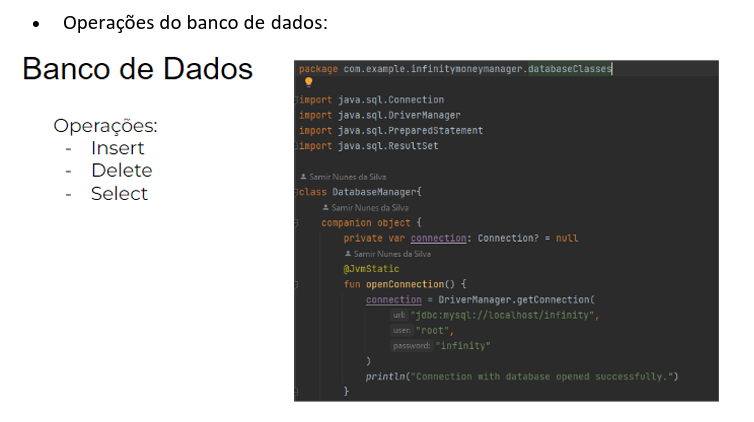 • Operações do banco de dados:
Banco de Dados
Operações:
- Insert
- Delete
- Select
package com.example.infinitymoneymanager.databaseClasses
import java.sql.Connection
import java.sql.DriverManager
import java.sql.PreparedStatement
import java.sql.ResultSet
Samir Nunes da Silva
class DatabaseManager{
Samir Nunes da Silva
companion object {
private var connection: Connection? = null
Samir Nunes da Silva
@JvmStatic
fun openConnection() {
connection = DriverManager.getConnection(
url: "jdbc:mysql://localhost/infinity",
user: "root",
password: "infinity"
)
println("Connection with database opened successfully.")
}